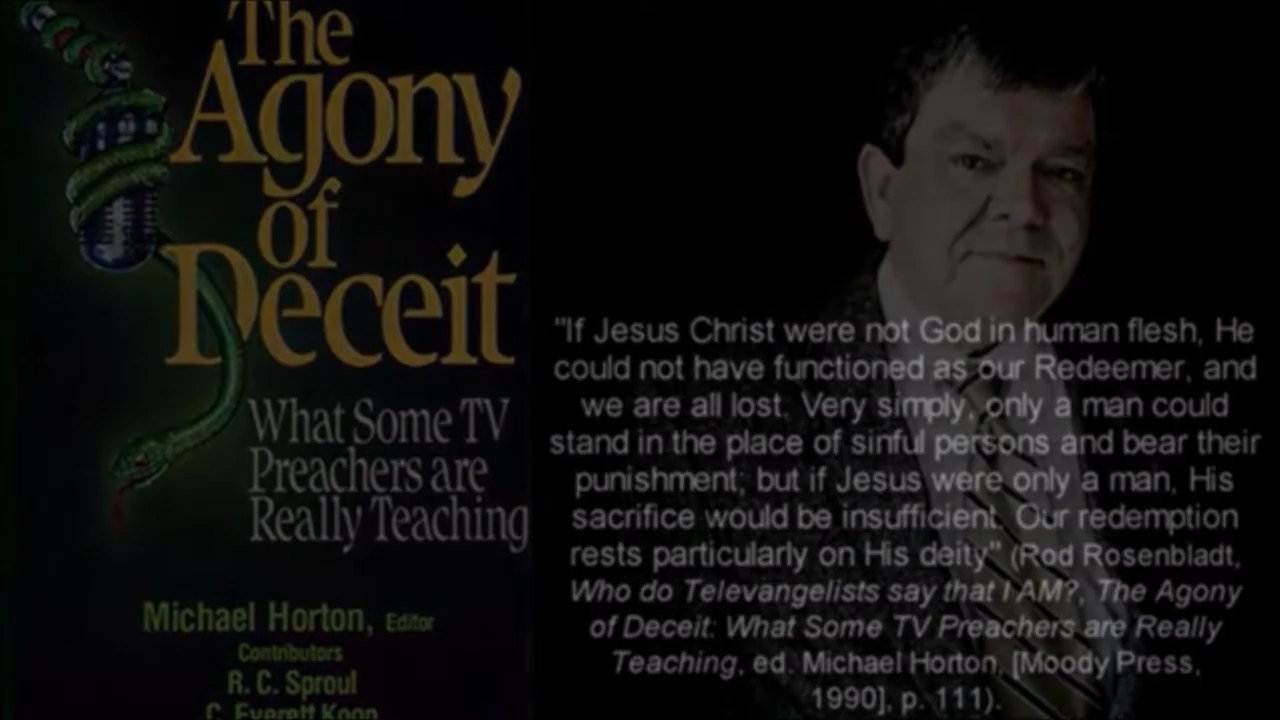 The
Agony
of
Deceit
What Some TV
Preachers are
Really Teaching
Michael Horton, Editor
Contributors
R. C. Sproul
C. Everett Koop
"If Jesus Christ were not God in human flesh, He
could not have functioned as our Redeemer, and
we are all lost. Very simply, only a man could
stand in the place of sinful persons and bear their
punishment; but if Jesus were only a man, His
sacrifice would be insufficient. Our redemption
rests particularly on His deity" (Rod Rosenbladt,
Who do Televangelists say that I AM?, The Agony
of Deceit: What Some TV Preachers are Really
Teaching, ed. Michael Horton, [Moody Press,
1990], p. 111).